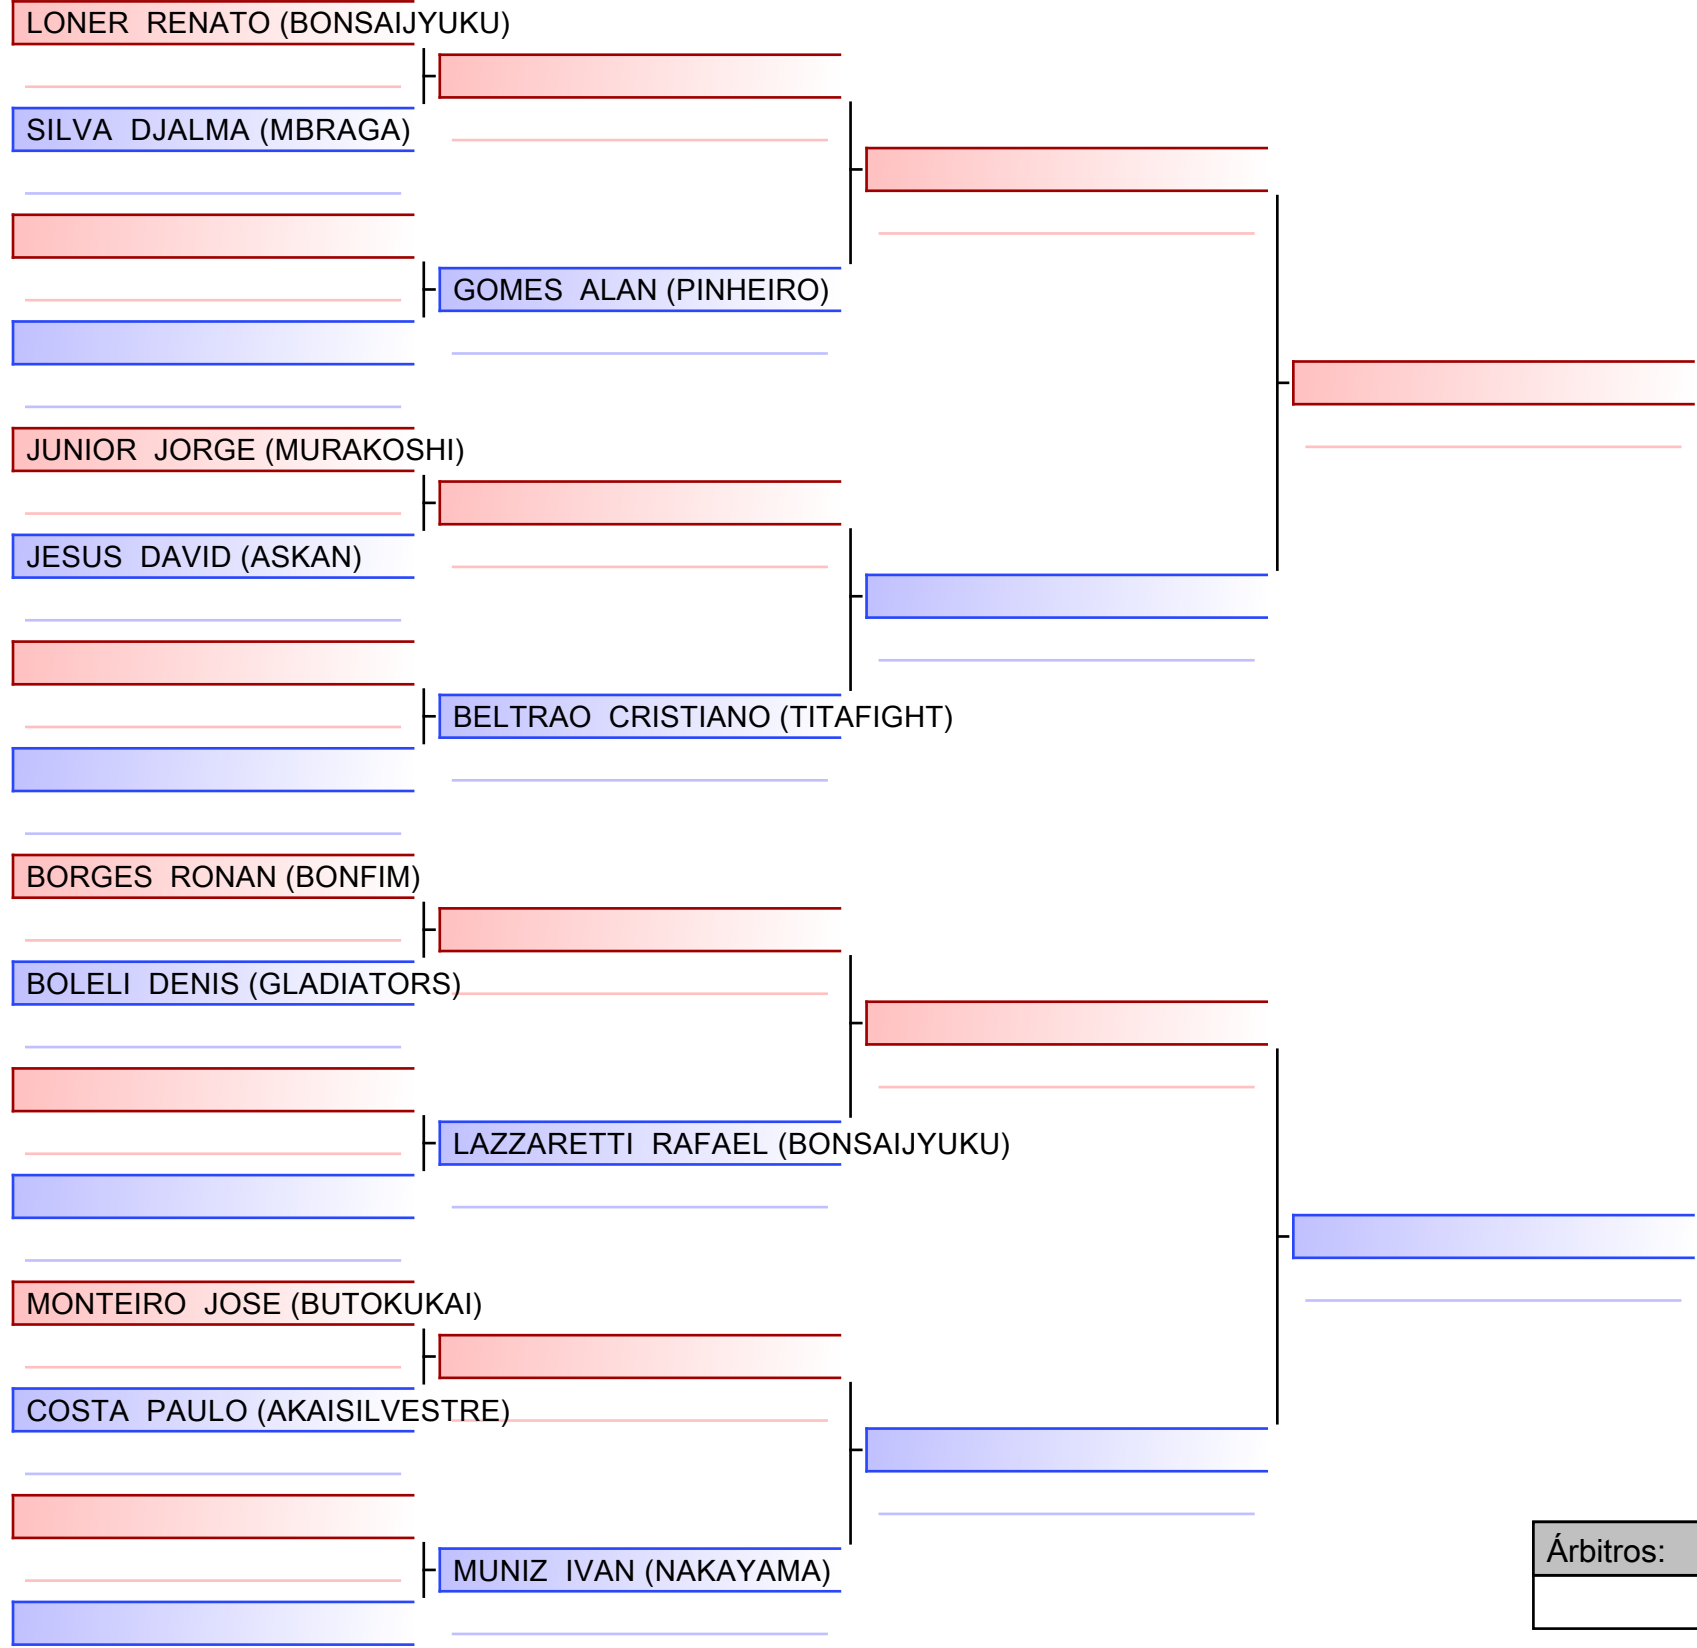 LONER  RENATO (BONSAIJYUKU)
SILVA  DJALMA (MBRAGA)
GOMES  ALAN (PINHEIRO)
JUNIOR  JORGE (MURAKOSHI)
JESUS  DAVID (ASKAN)
BELTRAO  CRISTIANO (TITAFIGHT)
BORGES  RONAN (BONFIM)
BOLELI  DENIS (GLADIATORS)
LAZZARETTI  RAFAEL (BONSAIJYUKU)
MONTEIRO  JOSE (BUTOKUKAI)
COSTA  PAULO (AKAISILVESTRE)
MUNIZ  IVAN (NAKAYAMA)
Árbitros: